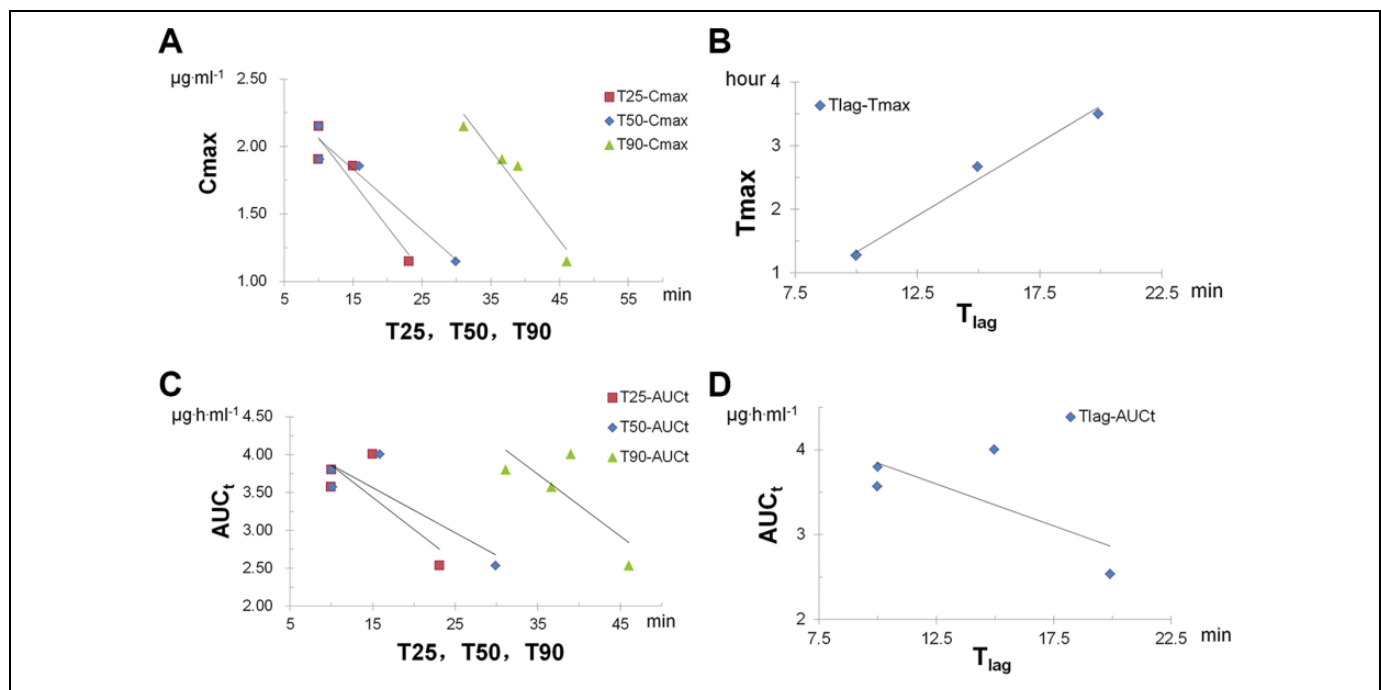 A
µg·ml-1
2.50
2.00
1.50
1.00
Cmax
T25-Cmax
T50-Cmax
T90-Cmax
5 15 25 35 45 55 min
T25, T50, T90
B
hour
4
3
2
1
Tmax
Tlag-Tmax
7.5 12.5 17.5 22.5 min
Tlag
C
µg·h·ml-1
4.50
4.00
3.50
3.00
2.50
2.00
AUCt
T25-AUCt
T50-AUCt
T90-AUCt
5 15 25 35 45 min
T25, T50, T90
D
µg·h·ml-1
4
3
2
AUCt
Tlag-AUCt
7.5 12.5 17.5 22.5 min
Tlag